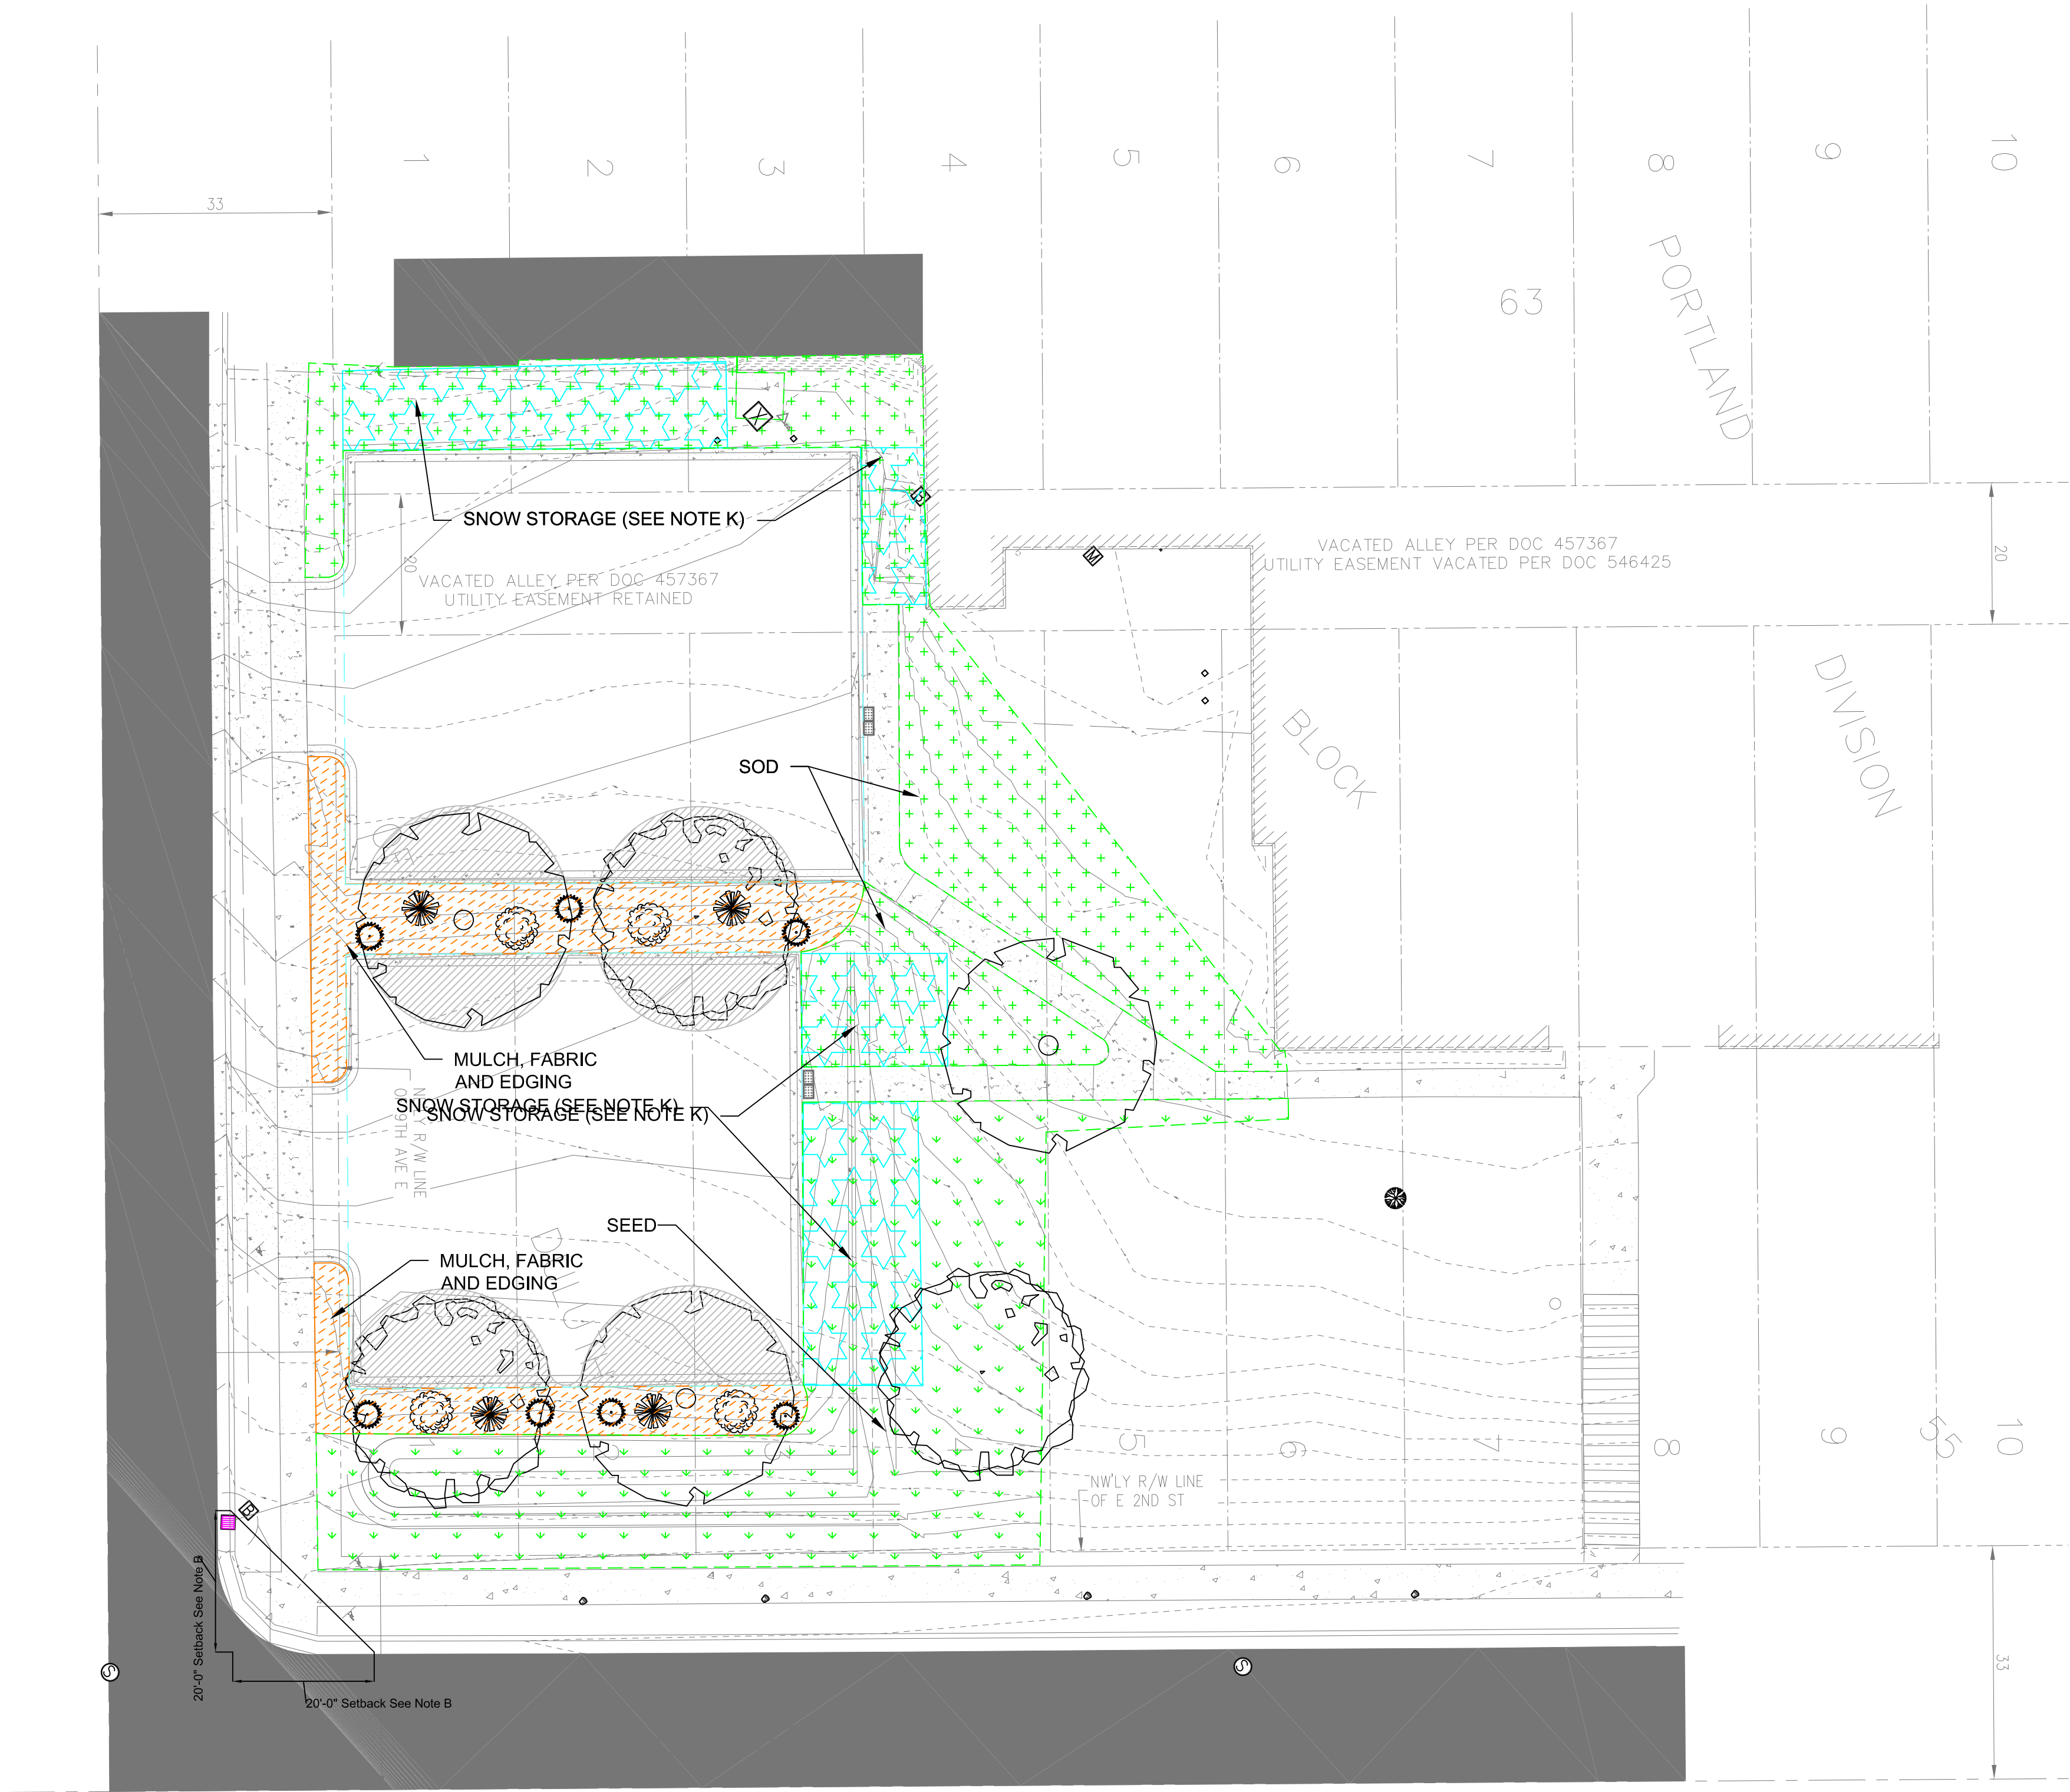 1
2
3
4
5
6
7
8
9
10
33
63
PORTLAND
SNOW STORAGE (SEE NOTE K)
20
VACATED ALLEY PER DOC 457367
UTILITY EASEMENT RETAINED
VACATED ALLEY PER DOC 457367
UTILITY EASEMENT VACATED PER DOC 546425
20
B
M
DIVISION
BLOCK
SOD
MULCH, FABRIC
AND EDGING
SNOW STORAGE (SEE NOTE K)
SNOW STORAGE (SEE NOTE K)
R/W LINE
9TH AVE E
SEED
MULCH, FABRIC
AND EDGING
5
6
7
8
9
10
55
NW'LY R/W LINE
OF E 2ND ST
B
20'-0" Setback See Note B
20'-0" Setback See Note B
S
S
33